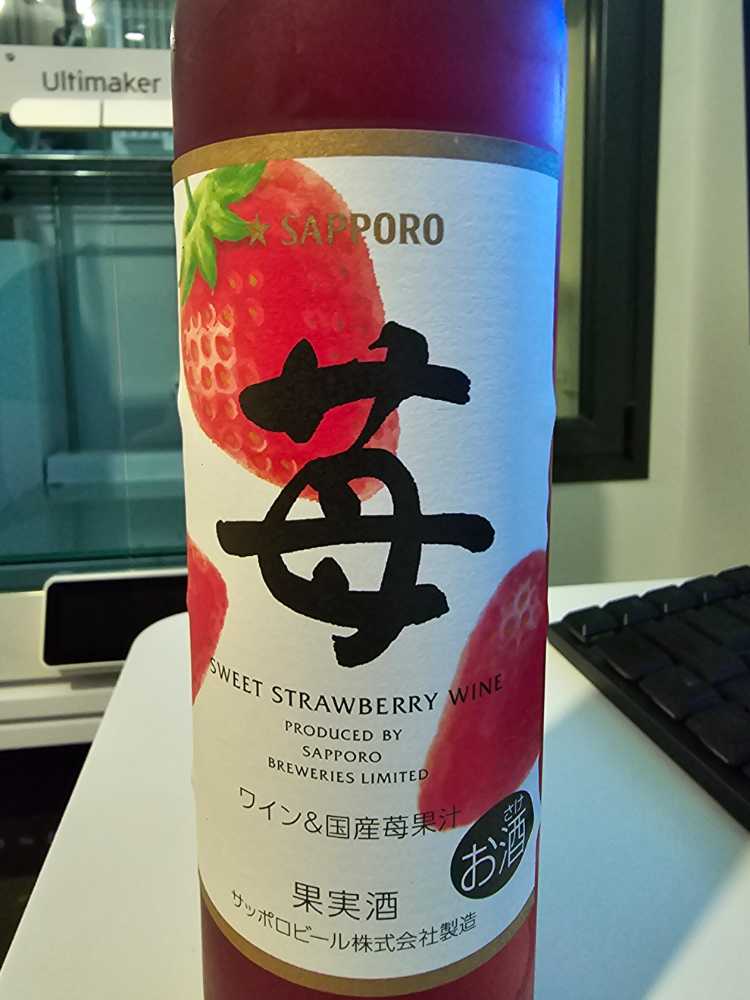 Ultimaker
★ SAPPORO
苺
SWEET STRAWBERRY WINE
PRODUCED BY
SAPPORO
BREWERIES LIMITED
ワイン&国産苺果汁
さけ
お酒
果実酒
サッポロビール株式会社製造